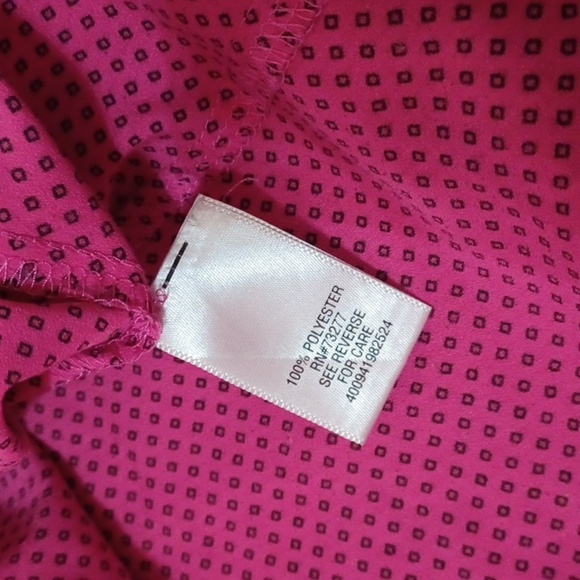 100% POLYESTER
RN#73277
SEE REVERSE
FOR CARE
400941982524